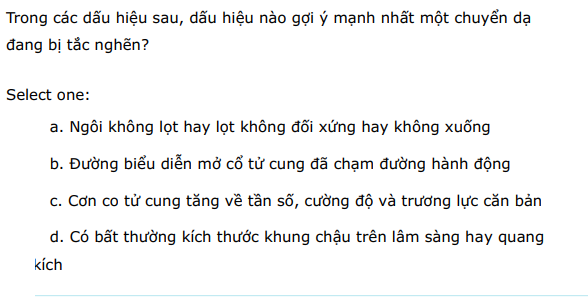 Trong các dấu hiệu sau, dấu hiệu nào gợi ý mạnh nhất một chuyển dạ
đang bị tắc nghẽn?
Select one:
a. Ngôi không lọt hay lọt không đối xứng hay không xuống
b. Đường biểu diễn mở cổ tử cung đã chạm đường hành động
c. Cơn co tử cung tăng về tần số, cường độ và trương lực căn bản
d. Có bất thường kích thước khung chậu trên lâm sàng hay quang
kích